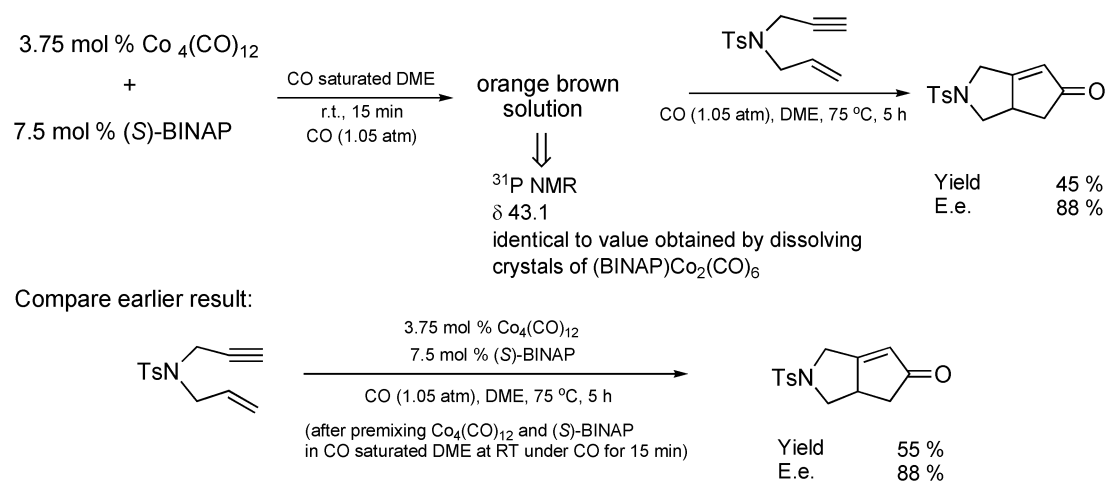 3.75 mol % Co 4(CO)12
+
7.5 mol % (S)-BINAP
CO saturated DME
r.t., 15 min
CO (1.05 atm)
orange brown
solution
31P NMR
δ 43.1
identical to value obtained by dissolving
crystals of (BINAP)Co2(CO)6
TsN
CO (1.05 atm), DME, 75 oC, 5 h
TsN
O
Yield 45 %
E.e. 88 %
Compare earlier result:
TsN
3.75 mol % Co4(CO)12
7.5 mol % (S)-BINAP
CO (1.05 atm), DME, 75 oC, 5 h
(after premixing Co4(CO)12 and (S)-BINAP
in CO saturated DME at RT under CO for 15 min)
TsN
O
Yield 55 %
E.e. 88 %